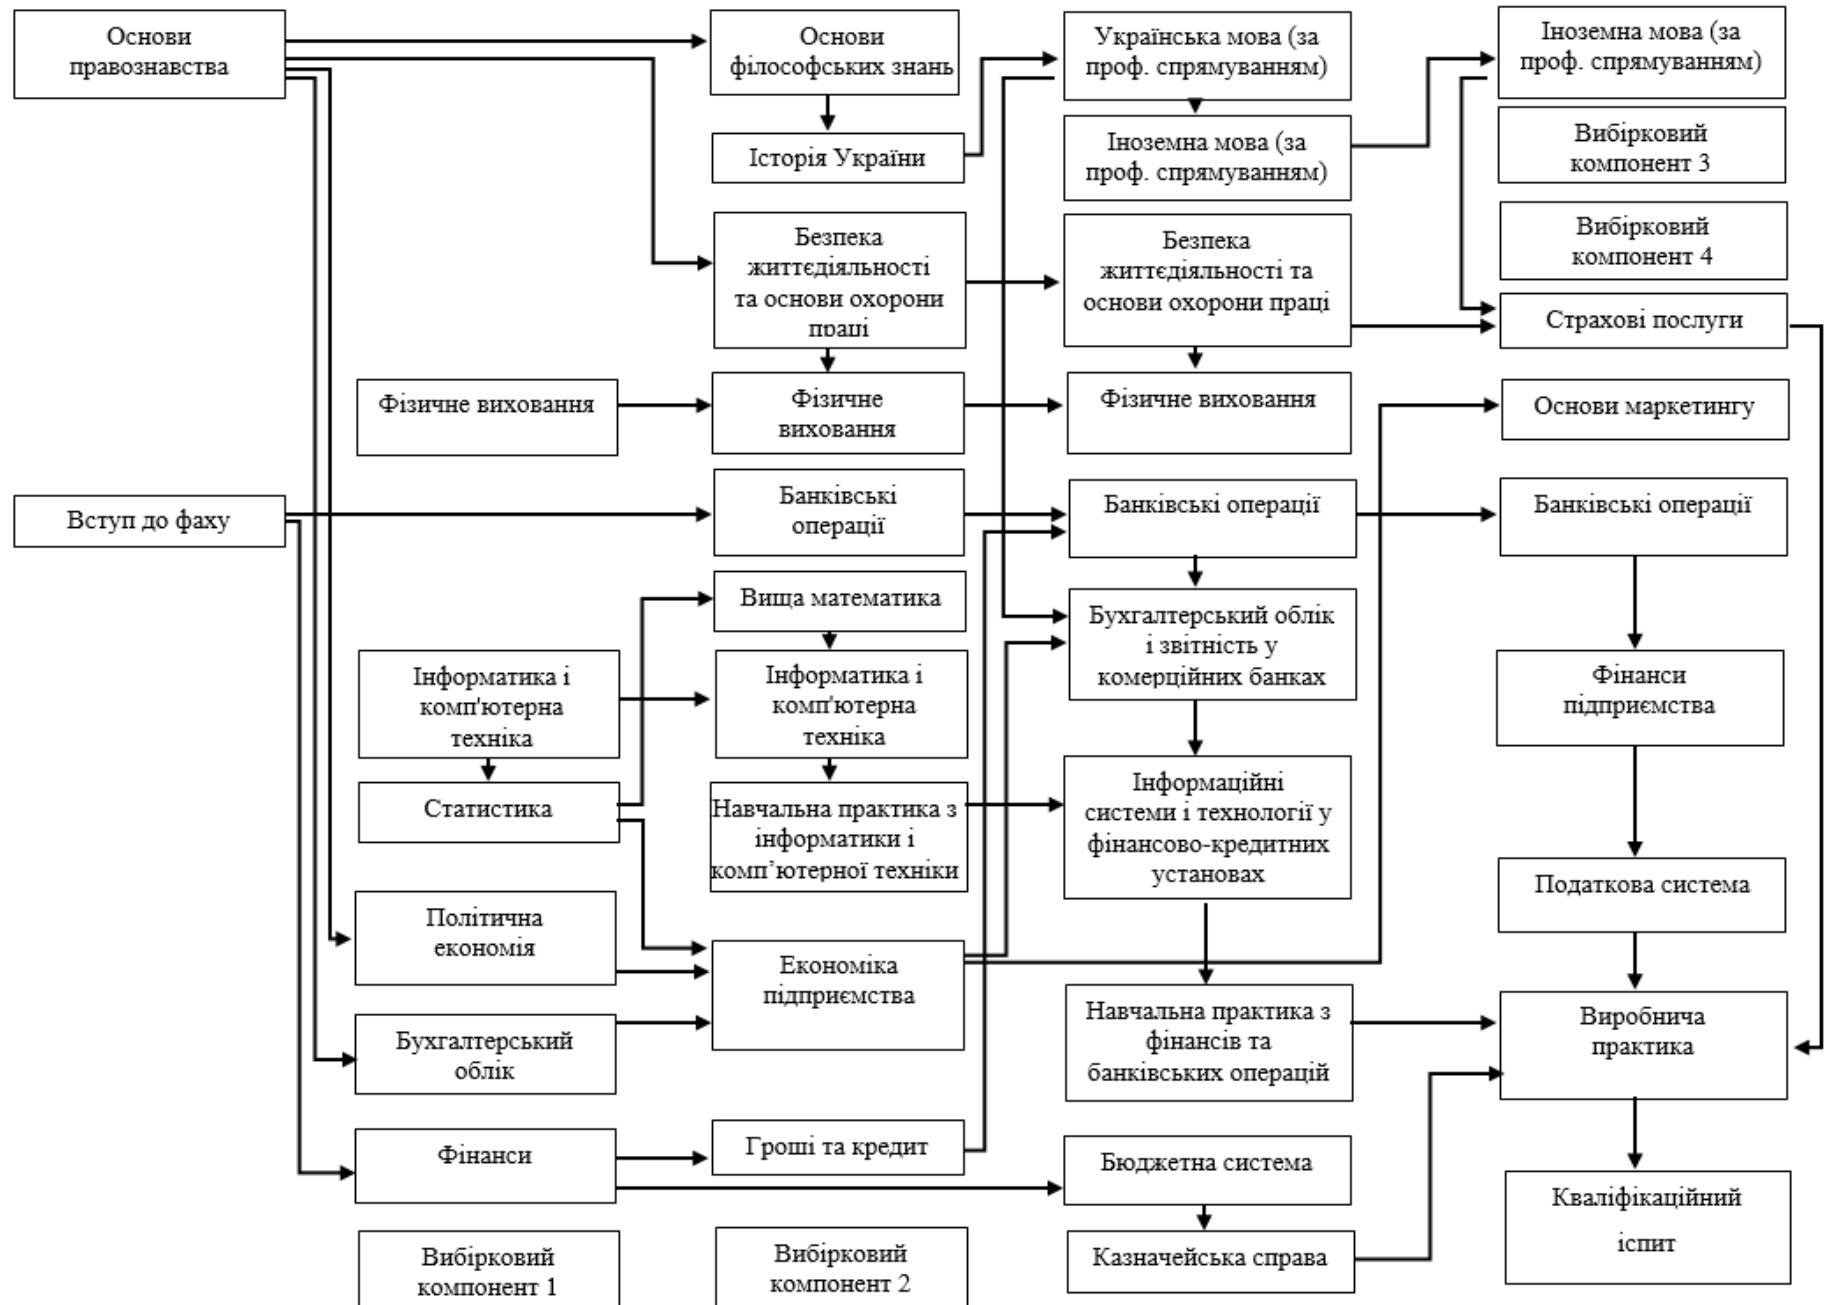 Основи
правознавства
Вступ до фаху
Фізичне виховання
Інформатика і
комп'ютерна
техніка
Статистика
Політична
економія
Бухгалтерський
облік
Фінанси
Вибірковий
компонент 1
Основи
філософських знань
Історія України
Безпека
життєдіяльності
та основи охорони
праці
Фізичне
виховання
Банківські
операції
Вища математика
Інформатика і
комп'ютерна
техніка
Навчальна практика з
інформатики і
комп’ютерної техніки
Економіка
підприємства
Гроші та кредит
Вибірковий
компонент 2
Українська мова (за
проф. спрямуванням)
Іноземна мова (за
проф. спрямуванням)
Безпека
життєдіяльності та
основи охорони праці
Фізичне виховання
Банківські операції
Бухгалтерський облік
і звітність у
комерційних банках
Інформаційні
системи і технології у
фінансово-кредитних
установах
Навчальна практика з
фінансів та
банківських операцій
Бюджетна система
Казначейська справа
Іноземна мова (за
проф. спрямуванням)
Вибірковий
компонент 3
Вибірковий
компонент 4
Страхові послуги
Основи маркетингу
Банківські операції
Фінанси
підприємства
Податкова система
Виробнича
практика
Кваліфікаційний
іспит